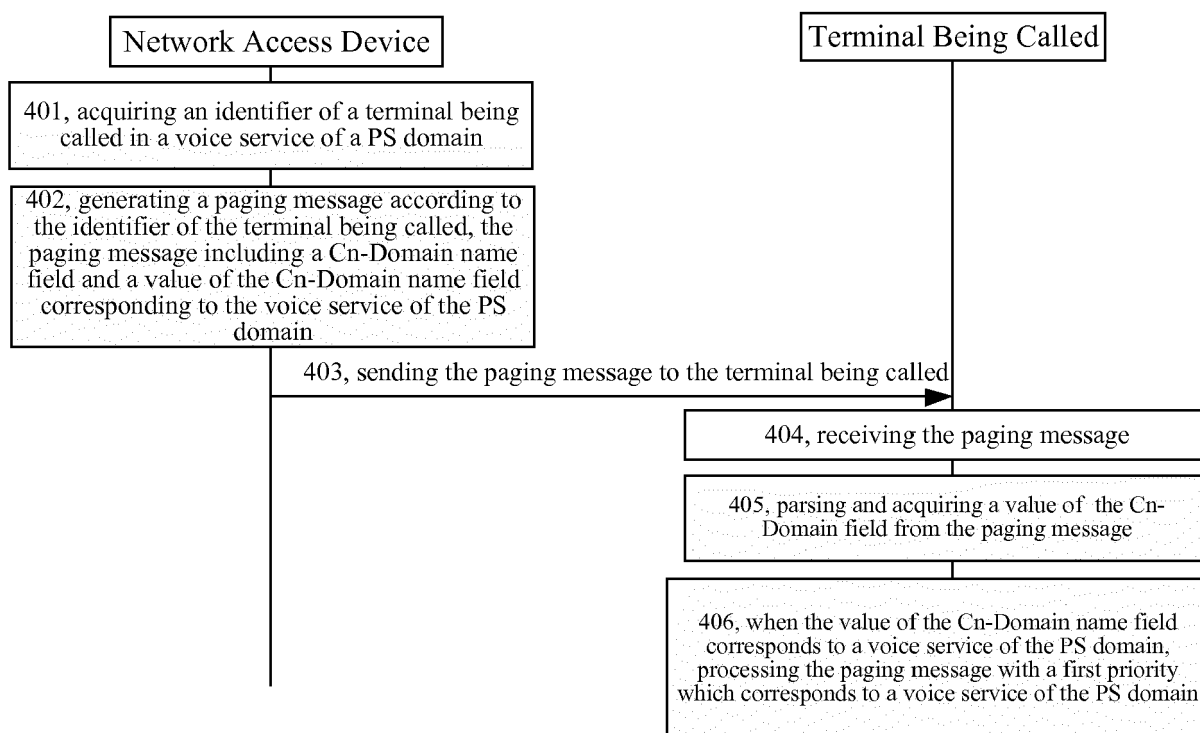 Network Access Device
Terminal Being Called
401, acquiring an identifier of a terminal being
called in a voice service of a PS domain
402, generating a paging message according to
the identifier of the terminal being called, the
paging message including a Cn-Domain name
field and a value of the Cn-Domain name field
corresponding to the voice service of the PS
domain
403, sending the paging message to the terminal being called
404, receiving the paging message
405, parsing and acquiring a value of the Cn-
Domain field from the paging message
406, when the value of the Cn-Domain name field
corresponds to a voice service of the PS domain,
processing the paging message with a first priority
which corresponds to a voice service of the PS domain